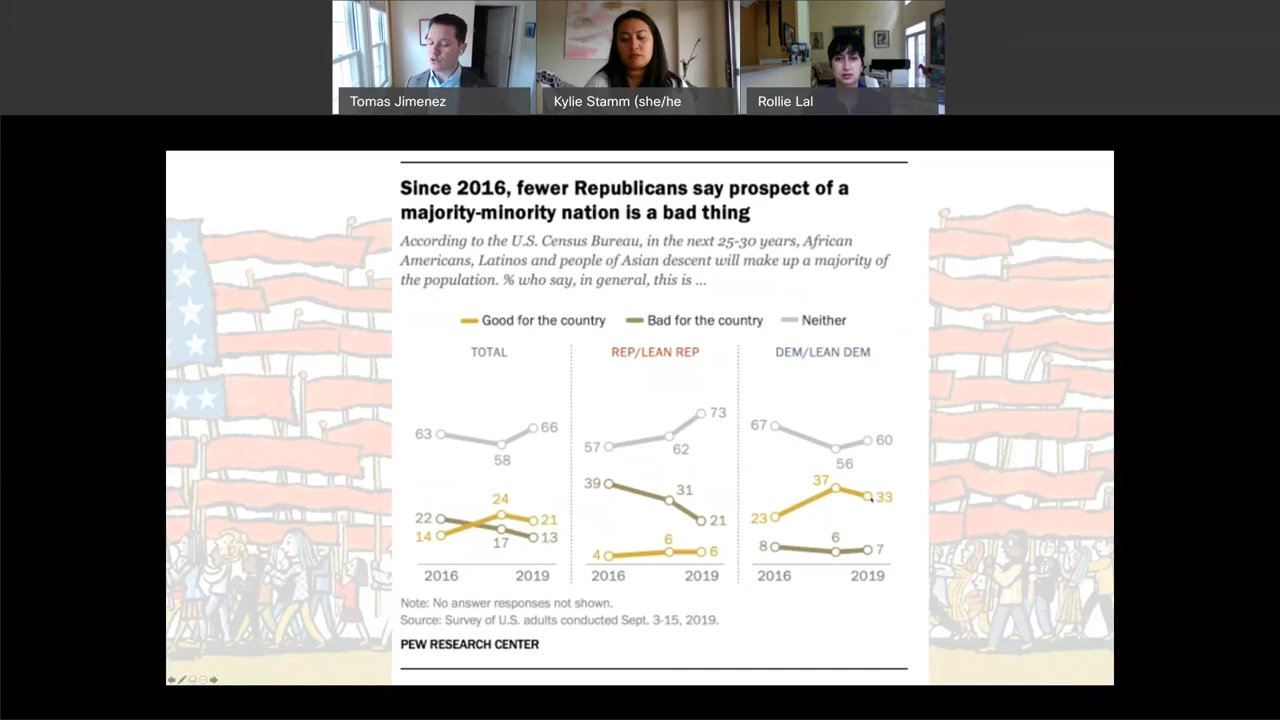 Tomas Jimenez
Kylie Stamm (she/he
Rollie Lal
Since 2016, fewer Republicans say prospect of a
majority-minority nation is a bad thing
According to the U.S. Census Bureau, in the next 25-30 years, African
Americans, Latinos and people of Asian descent will make up a majority of
the population. % who say, in general, this is ...
Good for the country Bad for the country Neither
TOTAL REP/LEAN REP DEM/LEAN DEM
63 58 66
22 17 13
14 24 21
2016 2019
57 62 73
39 31 21
4 6 6
2016 2019
67 56 60
23 37 33
8 6 7
2016 2019
Note: No answer responses not shown.
Source: Survey of U.S. adults conducted Sept. 3-15, 2019.
PEW RESEARCH CENTER